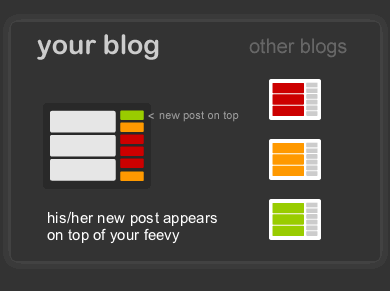 your blog
other blogs
< new post on top
his/her new post appears
on top of your feevy